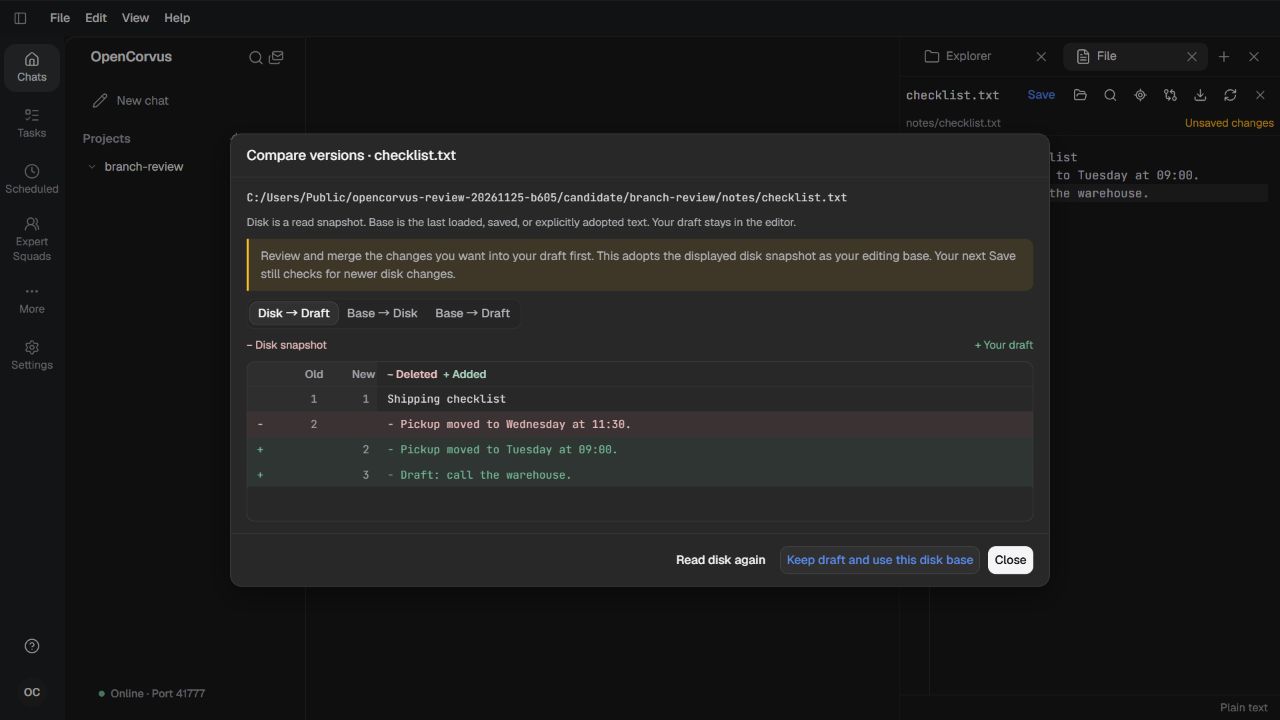 File Edit View Help
Chats
Tasks
Scheduled
Expert
Squads
More
Settings
OC
OpenCorvus
New chat
Projects
branch-review
Online · Port 41777
Explorer
File
checklist.txt Save
notes/checklist.txt Unsaved changes
list
to Tuesday at 09:00.
the warehouse.
Plain text
Compare versions · checklist.txt
C:/Users/Public/opencorvus-review-20261125-b605/candidate/branch-review/notes/checklist.txt
Disk is a read snapshot. Base is the last loaded, saved, or explicitly adopted text. Your draft stays in the editor.
Review and merge the changes you want into your draft first. This adopts the displayed disk snapshot as your editing base. Your next Save
still checks for newer disk changes.
Disk → Draft Base → Disk Base → Draft
− Disk snapshot + Your draft
Old New − Deleted + Added
1 1 Shipping checklist
- 2 - Pickup moved to Wednesday at 11:30.
+ 2 - Pickup moved to Tuesday at 09:00.
+ 3 - Draft: call the warehouse.
Read disk again Keep draft and use this disk base Close